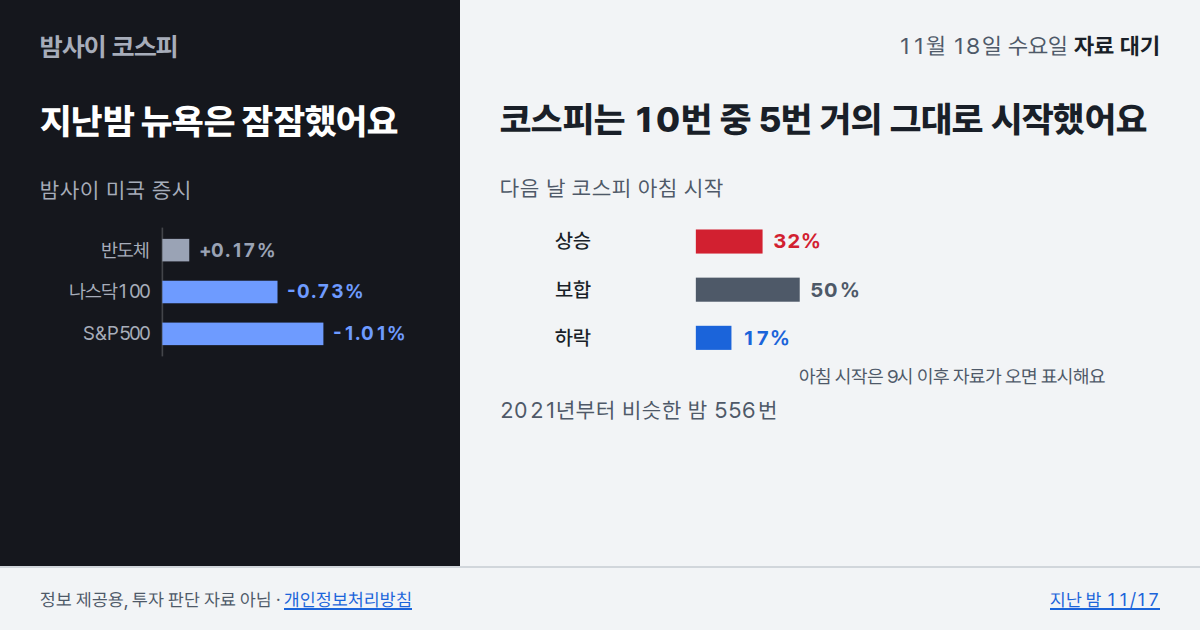 밤사이 코스피
지난밤 뉴욕은 잠잠했어요
밤사이 미국 증시
반도체 +0.17%
나스닥100 -0.73%
S&P500 -1.01%
11월 18일 수요일 자료 대기
코스피는 10번 중 5번 거의 그대로 시작했어요
다음 날 코스피 아침 시작
상승 32%
보합 50%
하락 17%
아침 시작은 9시 이후 자료가 오면 표시해요
2021년부터 비슷한 밤 556번
정보 제공용, 투자 판단 자료 아님 · 개인정보처리방침
지난 밤 11/17